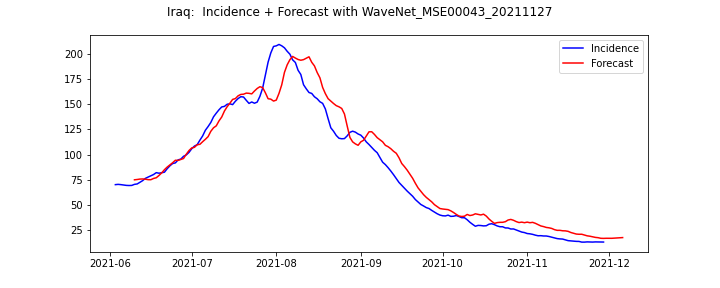 Iraq:  Incidence + Forecast with WaveNet_MSE00043_20211127
Incidence
Forecast
200
175
150
125
100
75
50
25
2021-06 2021-07 2021-08 2021-09 2021-10 2021-11 2021-12